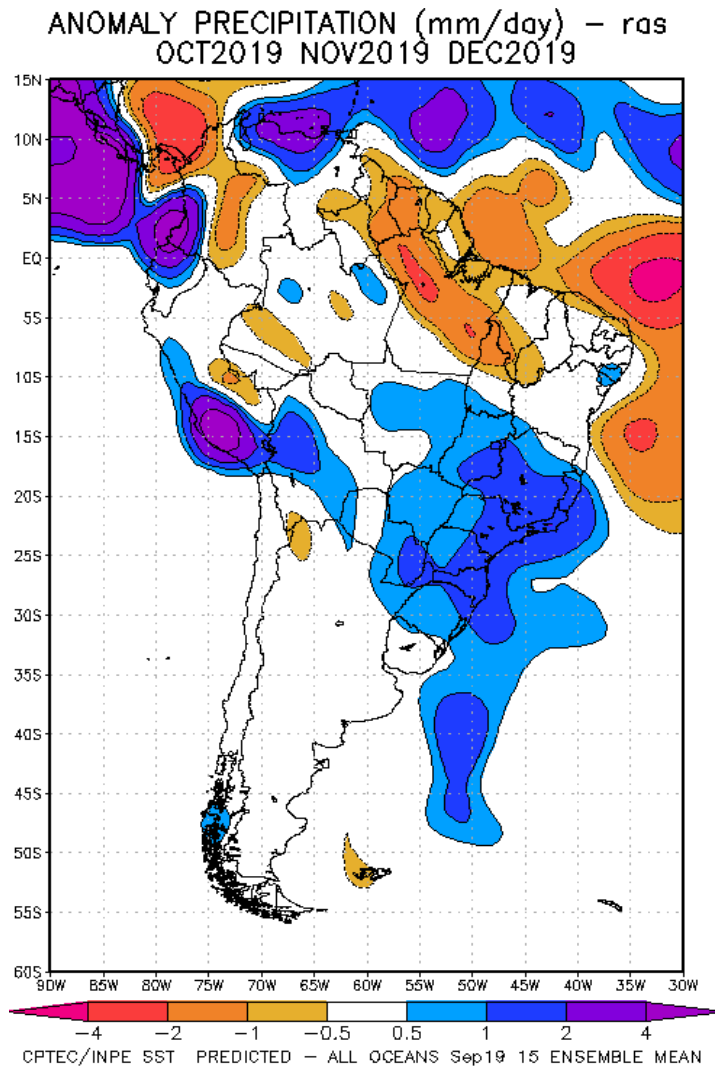 ANOMALY PRECIPITATION (mm/day) – ras
OCT2019 NOV2019 DEC2019
15N
10N
5N
EQ
5S
10S
15S
20S
25S
30S
35S
40S
45S
50S
55S
60S
90W 85W 80W 75W 70W 65W 60W 55W 50W 45W 40W 35W 30W
−4 −2 −1 −0.5 0.5 1 2 4
CPTEC/INPE SST PREDICTED – ALL OCEANS Sep19 15 ENSEMBLE MEAN